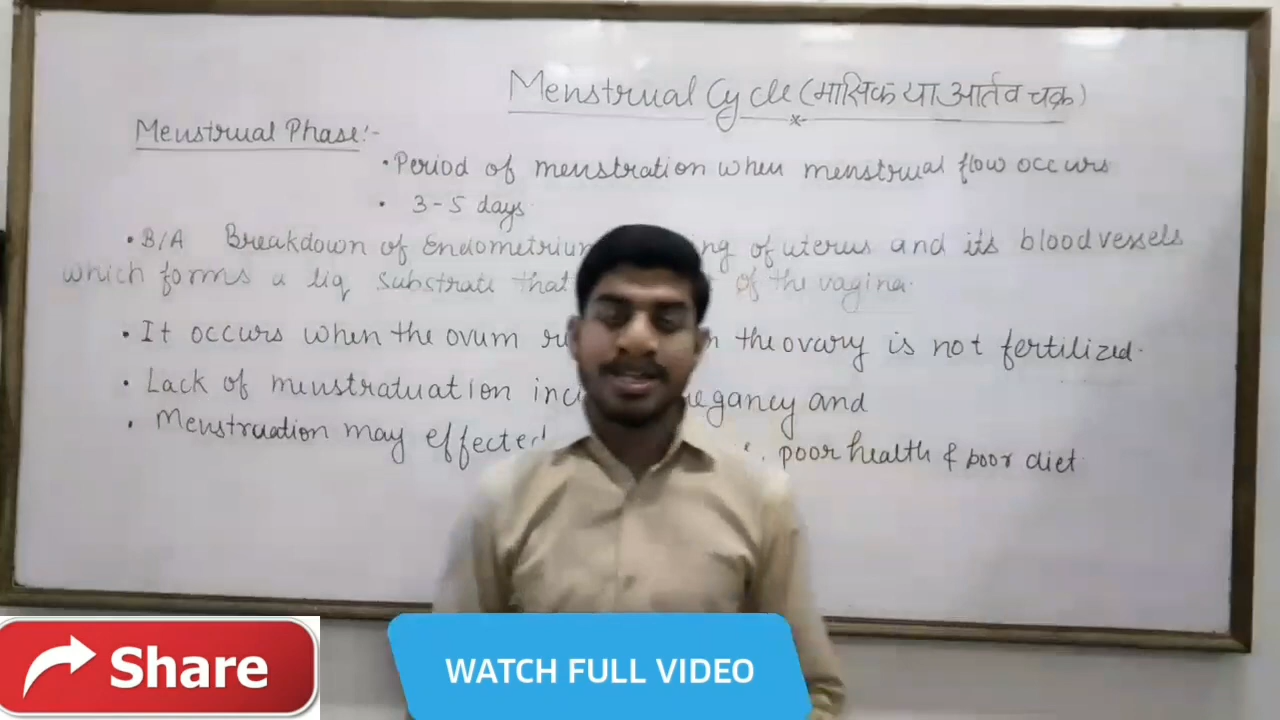 Menstrual Cycle (मासिक या आर्तव चक्र)
Menstrual Phase:-
• Period of menstration when menstrual flow occurs
• 3-5 days
• B/A Breakdown of Endometrium ng of uterus and its blood vessels
which forms a liq substrate that of the vagina.
• It occurs when the ovum the ovary is not fertilized.
• Lack of menstratuation and
• Menstruation may effected poor health & poor diet
Share
WATCH FULL VIDEO